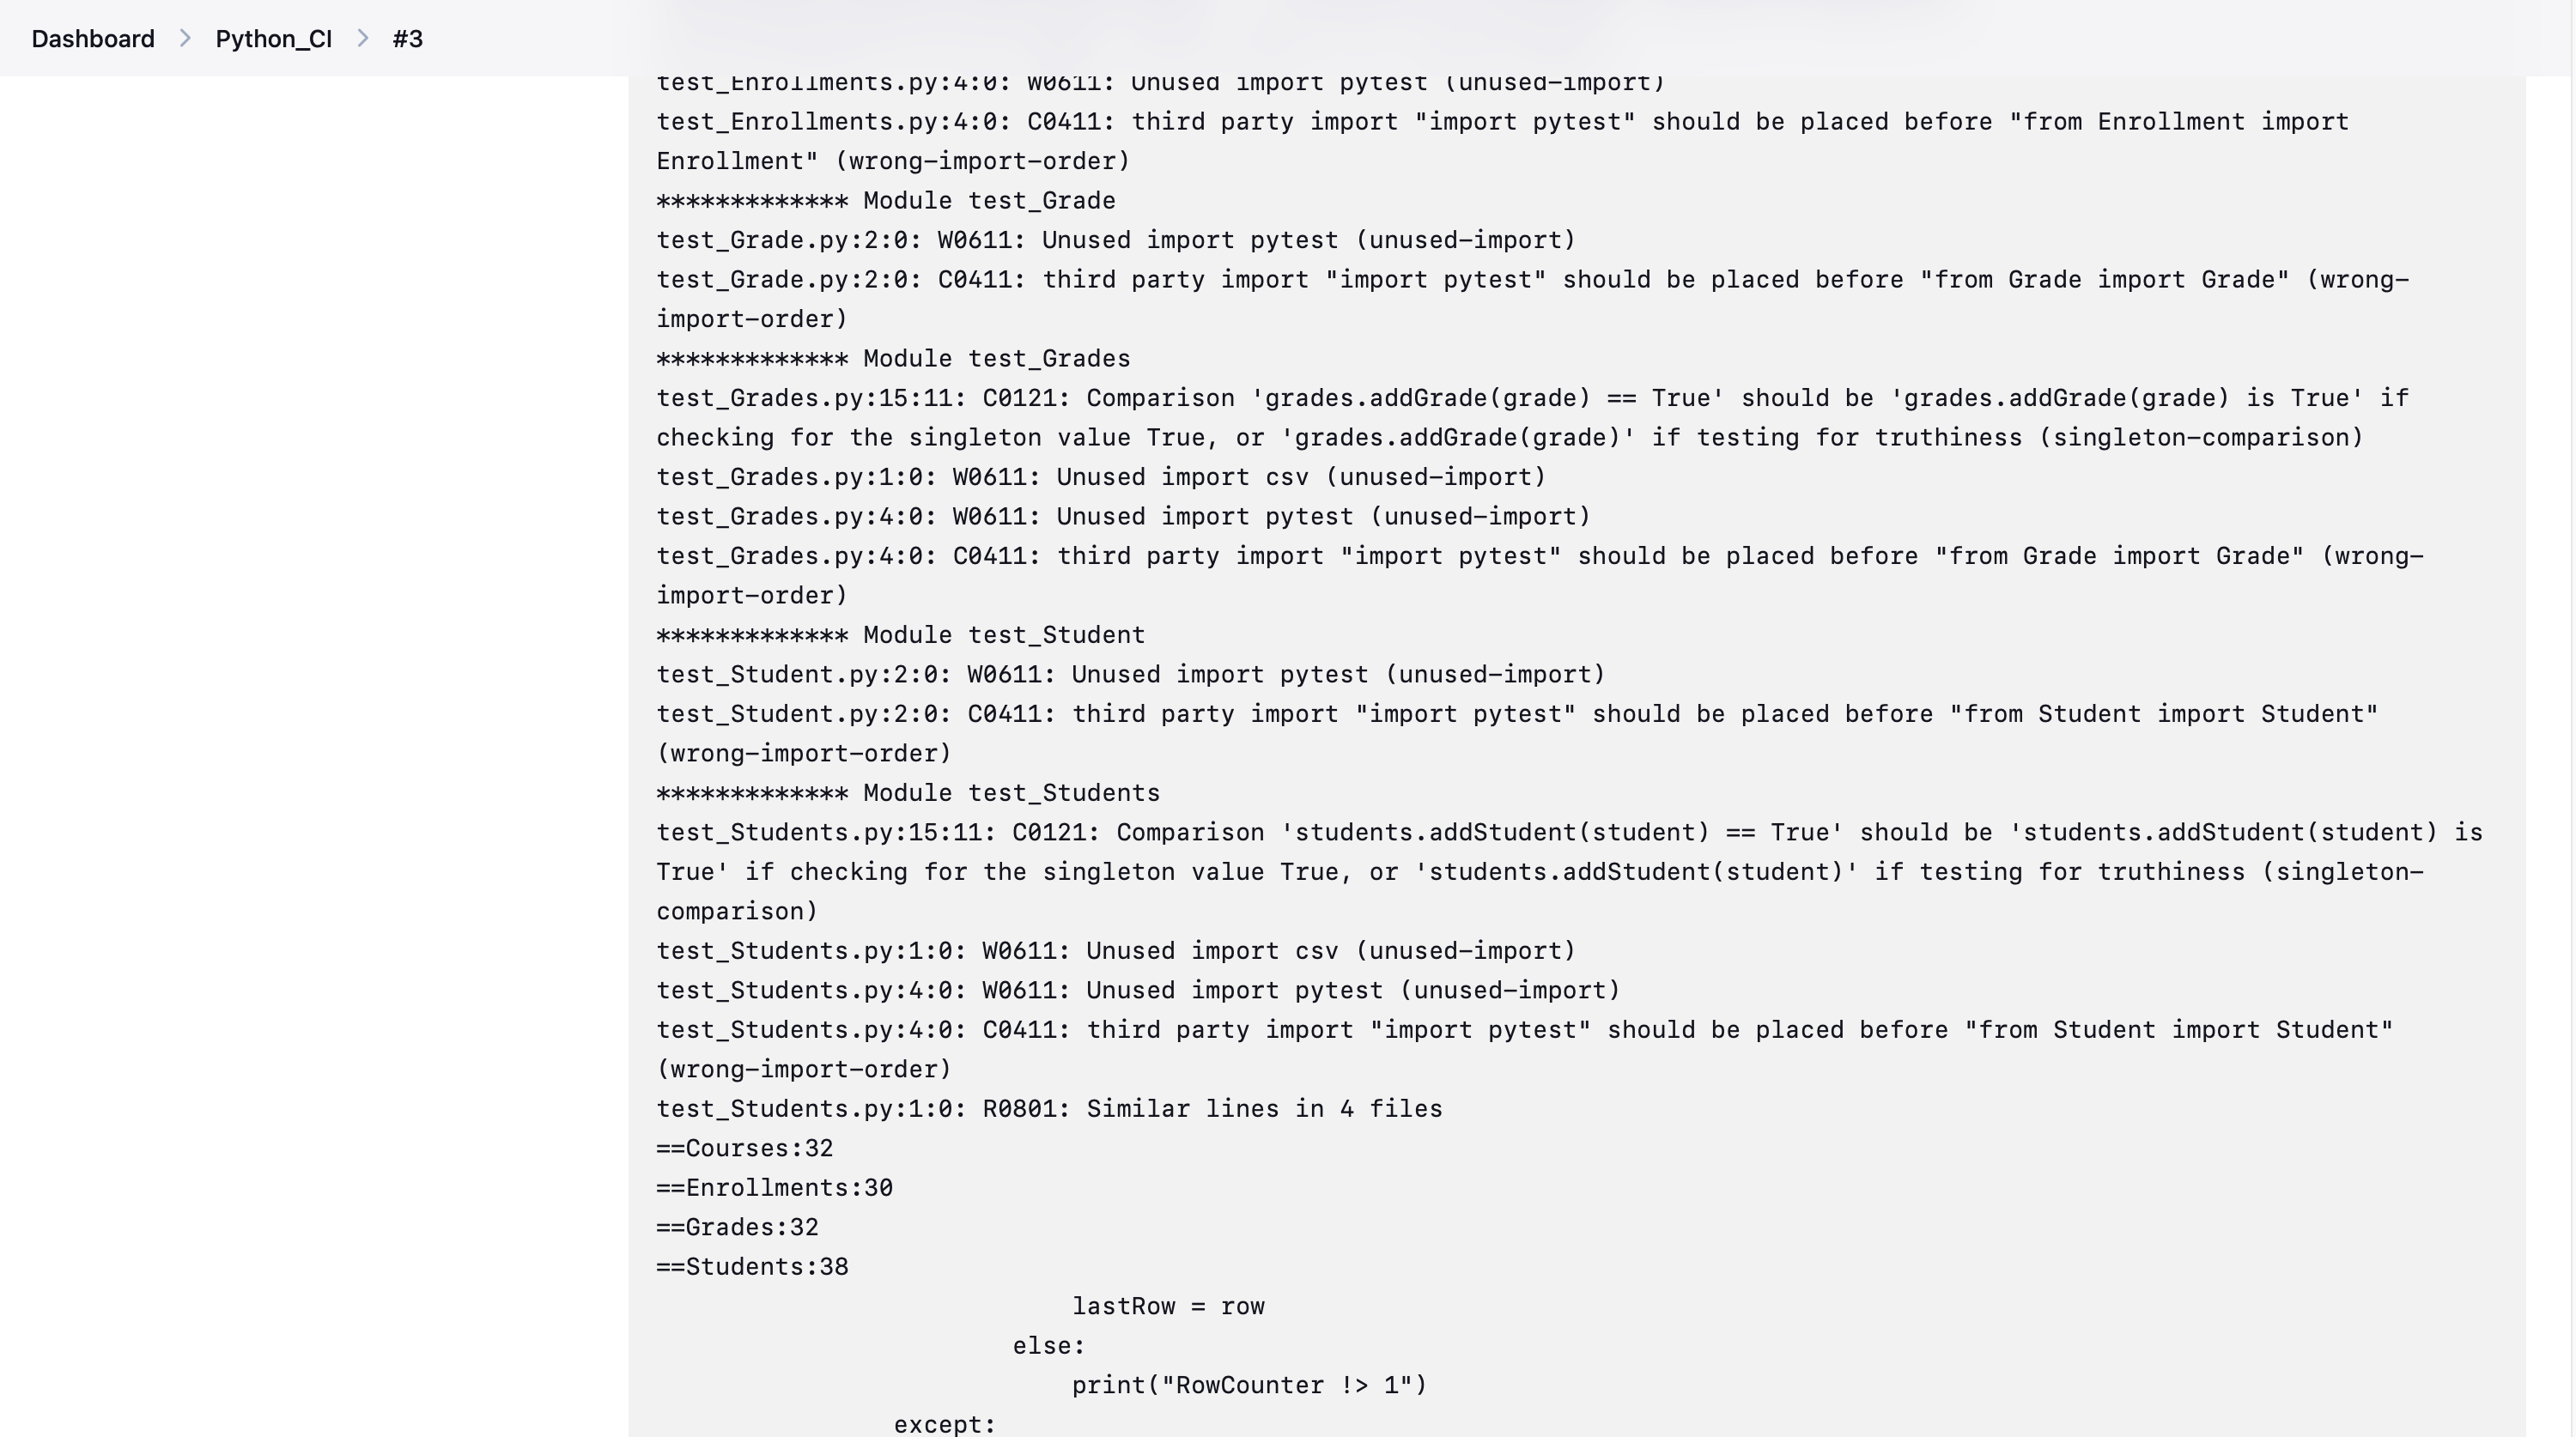 Dashboard > Python_CI > #3
test_Enrollments.py:4:0: W0611: Unused import pytest (unused-import)
test_Enrollments.py:4:0: C0411: third party import "import pytest" should be placed before "from Enrollment import
Enrollment" (wrong-import-order)
************* Module test_Grade
test_Grade.py:2:0: W0611: Unused import pytest (unused-import)
test_Grade.py:2:0: C0411: third party import "import pytest" should be placed before "from Grade import Grade" (wrong-
import-order)
************* Module test_Grades
test_Grades.py:15:11: C0121: Comparison 'grades.addGrade(grade) == True' should be 'grades.addGrade(grade) is True' if
checking for the singleton value True, or 'grades.addGrade(grade)' if testing for truthiness (singleton-comparison)
test_Grades.py:1:0: W0611: Unused import csv (unused-import)
test_Grades.py:4:0: W0611: Unused import pytest (unused-import)
test_Grades.py:4:0: C0411: third party import "import pytest" should be placed before "from Grade import Grade" (wrong-
import-order)
************* Module test_Student
test_Student.py:2:0: W0611: Unused import pytest (unused-import)
test_Student.py:2:0: C0411: third party import "import pytest" should be placed before "from Student import Student"
(wrong-import-order)
************* Module test_Students
test_Students.py:15:11: C0121: Comparison 'students.addStudent(student) == True' should be 'students.addStudent(student) is
True' if checking for the singleton value True, or 'students.addStudent(student)' if testing for truthiness (singleton-
comparison)
test_Students.py:1:0: W0611: Unused import csv (unused-import)
test_Students.py:4:0: W0611: Unused import pytest (unused-import)
test_Students.py:4:0: C0411: third party import "import pytest" should be placed before "from Student import Student"
(wrong-import-order)
test_Students.py:1:0: R0801: Similar lines in 4 files
==Courses:32
==Enrollments:30
==Grades:32
==Students:38
                            lastRow = row
                        else:
                            print("RowCounter !> 1")
                except: